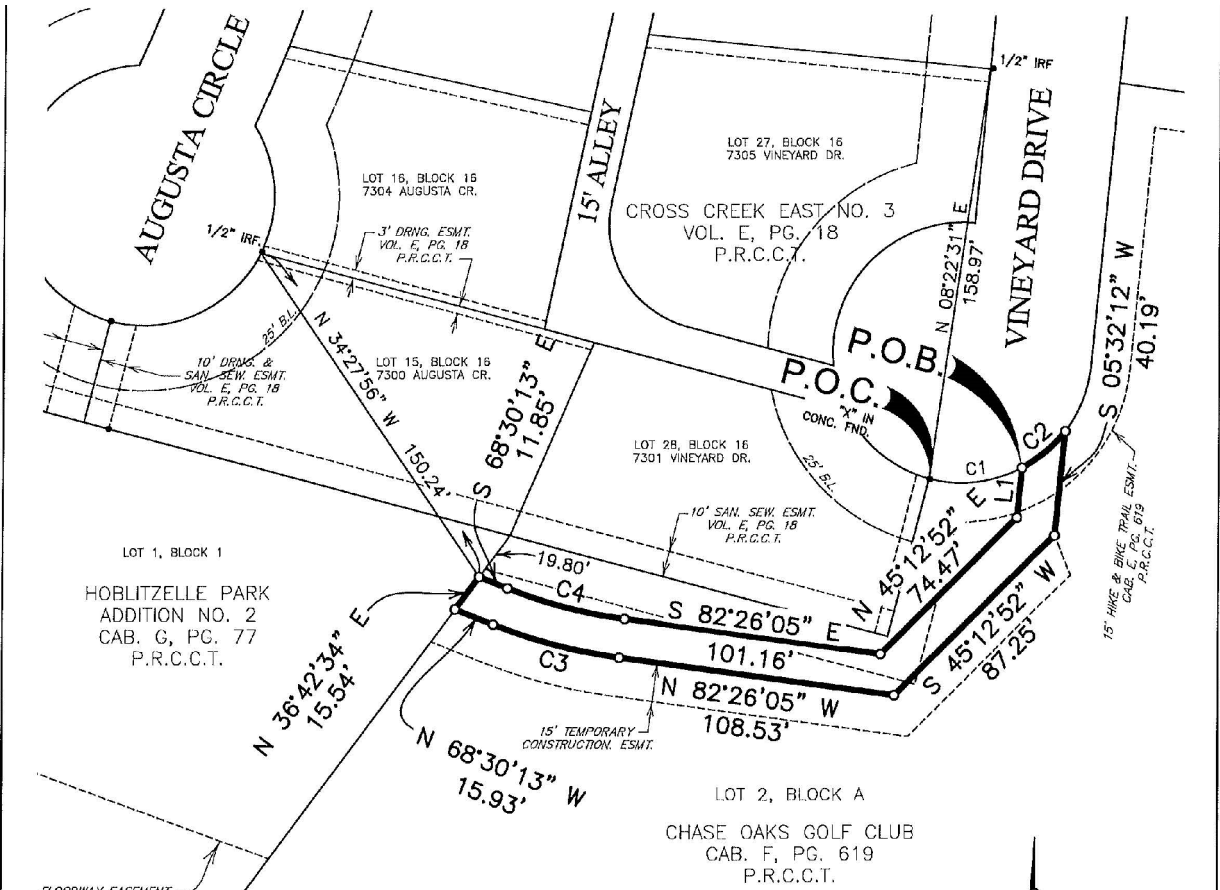 AUGUSTA CIRCLE
15' ALLEY
VINEYARD DRIVE
1/2" IRF
LOT 27, BLOCK 16
7305 VINEYARD DR.
CROSS CREEK EAST NO. 3
VOL. E, PG. 18
P.R.C.C.T.
LOT 16, BLOCK 16
7304 AUGUSTA CR.
3' DRNG. ESMT.
VOL. E, PG. 18
P.R.C.C.T.
1/2" IRF
N 08°22'31" E
158.97'
S 05°32'12" W
40.19'
25' B.L.
N 34°27'56" W
150.24'
LOT 15, BLOCK 16
7300 AUGUSTA CR.
10' DRNG. &
SAN. SEW. ESMT.
VOL. E, PG. 18
P.R.C.C.T.
S 68°30'13" E
11.85'
P.O.B.
P.O.C.
"X" IN
CONC. FND.
LOT 28, BLOCK 16
7301 VINEYARD DR.
25' B.L.
C1
C2
L1
10' SAN. SEW. ESMT.
VOL. E, PG. 18
P.R.C.C.T.
N 45°12'52" E
74.47'
15' HIKE & BIKE TRAIL ESMT.
CAB. E, PG. 619
P.R.C.C.T.
LOT 1, BLOCK 1
HOBLITZELLE PARK
ADDITION NO. 2
CAB. G, PG. 77
P.R.C.C.T.
19.80'
C4
S 82°26'05" E
101.16'
S 45°12'52" W
87.25'
C3
N 82°26'05" W
108.53'
N 36°42'34" E
15.54'
15' TEMPORARY
CONSTRUCTION. ESMT.
N 68°30'13" W
15.93'
LOT 2, BLOCK A
CHASE OAKS GOLF CLUB
CAB. F, PG. 619
P.R.C.C.T.
FLOODWAY EASEMENT